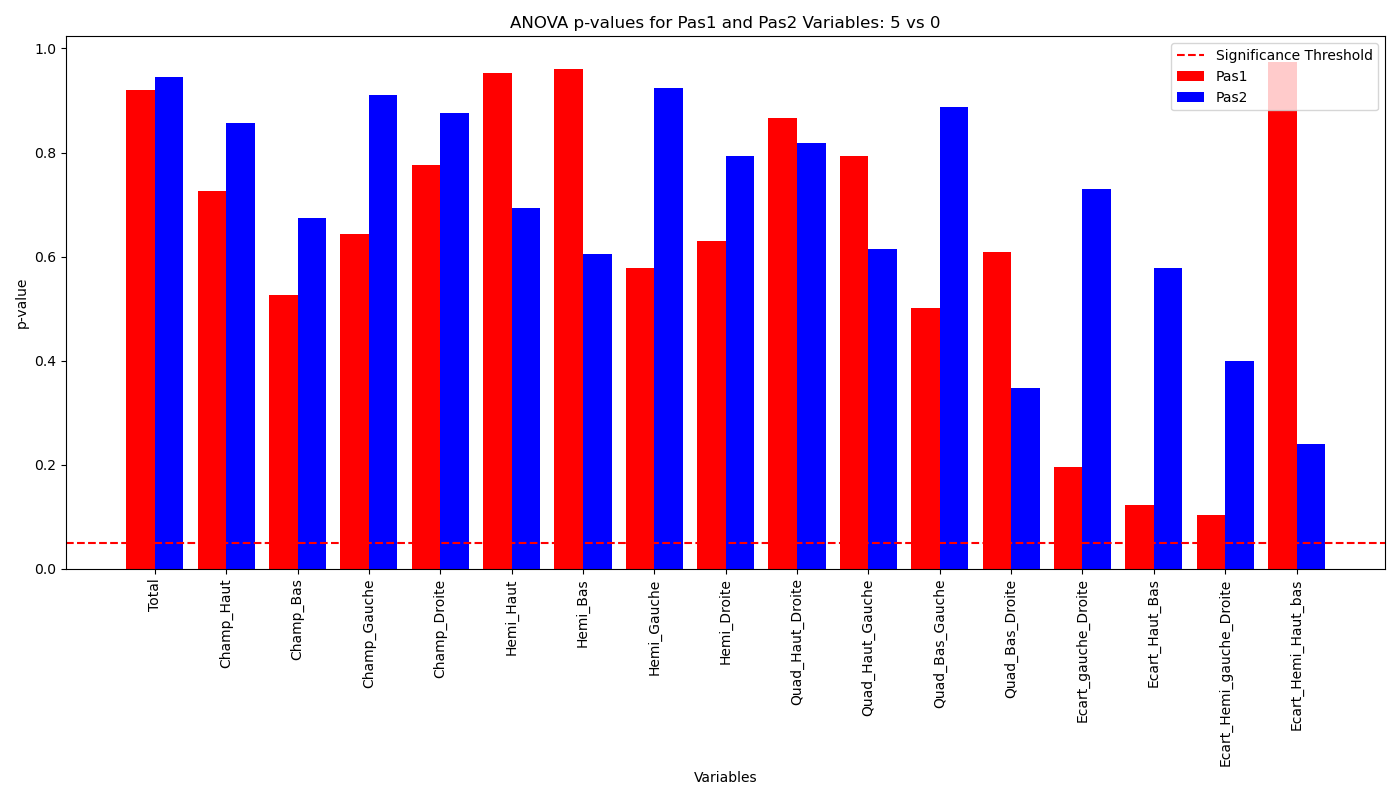 ANOVA p-values for Pas1 and Pas2 Variables: 5 vs 0
Significance Threshold
Pas1
Pas2
p-value
1.0
0.8
0.6
0.4
0.2
0.0
Total
Champ_Haut
Champ_Bas
Champ_Gauche
Champ_Droite
Hemi_Haut
Hemi_Bas
Hemi_Gauche
Hemi_Droite
Quad_Haut_Droite
Quad_Haut_Gauche
Quad_Bas_Gauche
Quad_Bas_Droite
Ecart_gauche_Droite
Ecart_Haut_Bas
Ecart_Hemi_gauche_Droite
Ecart_Hemi_Haut_bas
Variables